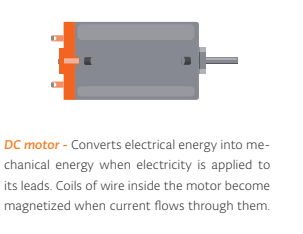 DC motor - Converts electrical energy into me-
chanical energy when electricity is applied to
its leads. Coils of wire inside the motor become
magnetized when current flows through them.